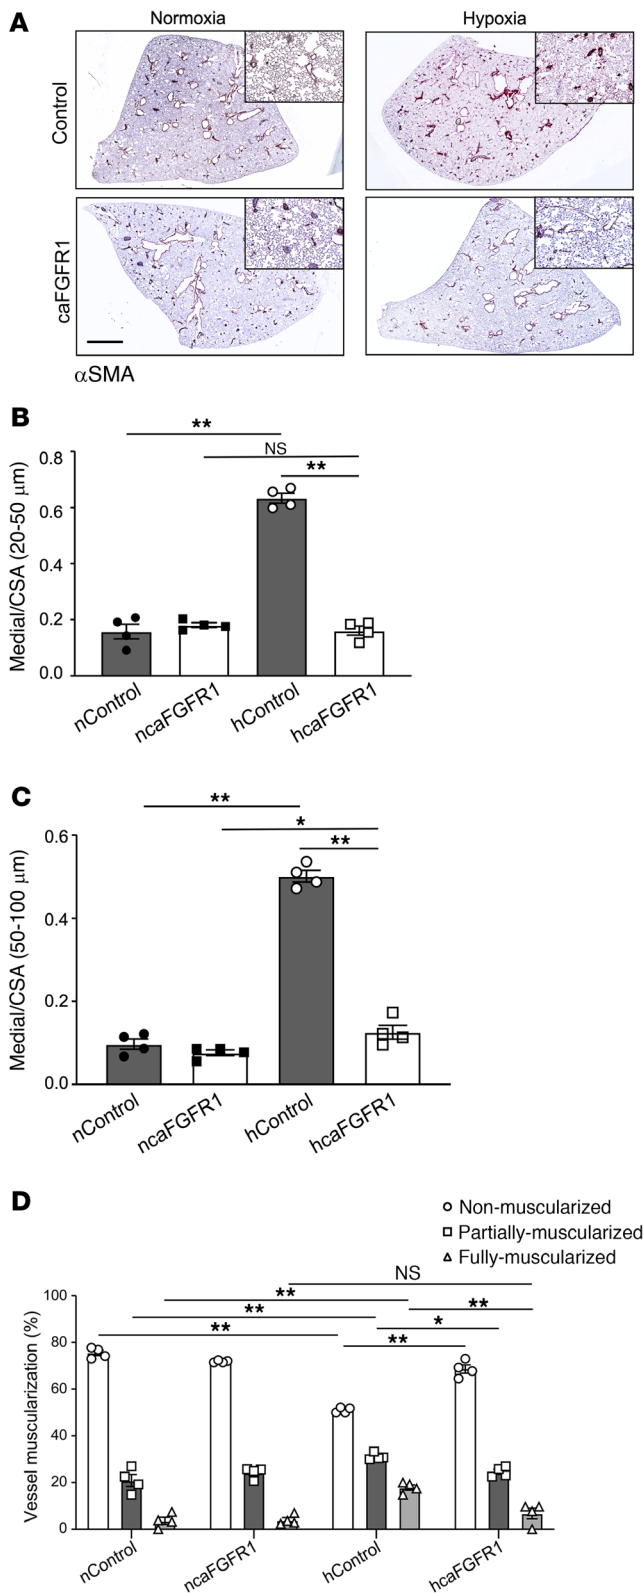 A
Normoxia
Hypoxia
Control
caFGFR1
αSMA
B
Medial/CSA (20-50 μm)
0.8
0.6
0.4
0.2
0.0
**
NS
**
nControl
ncaFGFR1
hControl
hcaFGFR1
C
Medial/CSA (50-100 μm)
0.6
0.4
0.2
0.0
**
*
**
nControl
ncaFGFR1
hControl
hcaFGFR1
D
Non-muscularized
Partially-muscularized
Fully-muscularized
Vessel muscularization (%)
100
80
60
40
20
0
NS
**
**
**
*
**
**
nControl
ncaFGFR1
hControl
hcaFGFR1